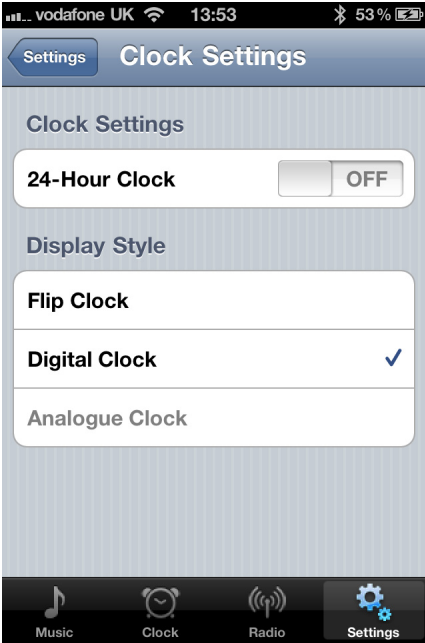 vodafone UK 13:53 53%
Settings Clock Settings
Clock Settings
24-Hour Clock OFF
Display Style
Flip Clock
Digital Clock
Analogue Clock
Music Clock Radio Settings